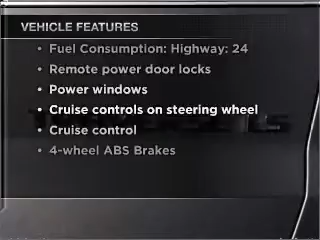 VEHICLE FEATURES
• Fuel Consumption: Highway: 24
• Remote power door locks
• Power windows
• Cruise controls on steering wheel
• Cruise control
• 4-wheel ABS Brakes